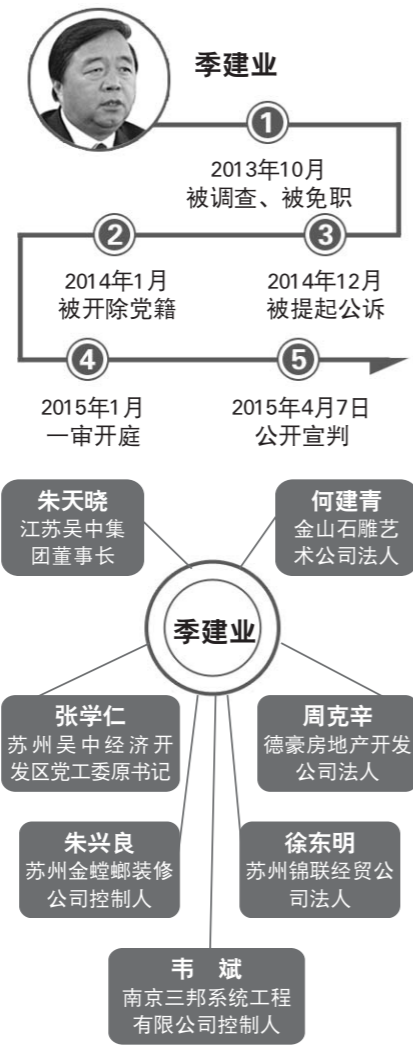 季建业
1
2013年10月
被调查、被免职
2
2014年1月
被开除党籍
3
2014年12月
被提起公诉
4
2015年1月
一审开庭
5
2015年4月7日
公开宣判
朱天晓
江苏吴中集
团董事长
何建青
金山石雕艺
术公司法人
季建业
张学仁
苏州吴中经济开
发区党工委原书记
周克辛
德豪房地产开发
公司法人
朱兴良
苏州金螳螂装修
公司控制人
徐东明
苏州锦联经贸公
司法人
韦 斌
南京三邦系统工程
有限公司控制人